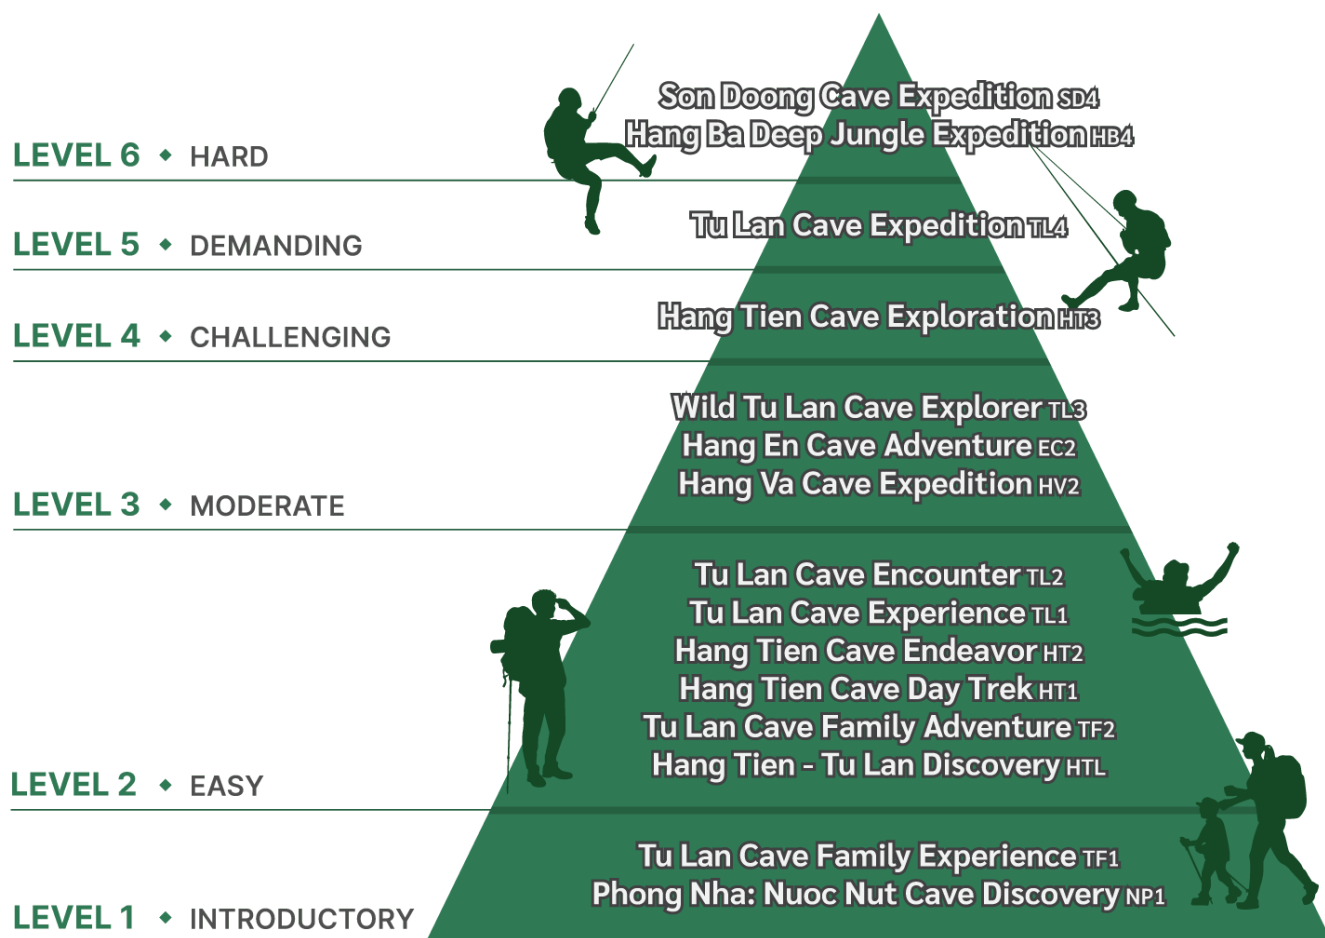 Son Doong Cave Expedition SD4
Hang Ba Deep Jungle Expedition HB4
LEVEL 6 ◆ HARD
Tu Lan Cave Expedition TL4
LEVEL 5 ◆ DEMANDING
Hang Tien Cave Exploration HT3
LEVEL 4 ◆ CHALLENGING
Wild Tu Lan Cave Explorer TL3
Hang En Cave Adventure EC2
Hang Va Cave Expedition HV2
LEVEL 3 ◆ MODERATE
Tu Lan Cave Encounter TL2
Tu Lan Cave Experience TL1
Hang Tien Cave Endeavor HT2
Hang Tien Cave Day Trek HT1
Tu Lan Cave Family Adventure TF2
Hang Tien - Tu Lan Discovery HTL
LEVEL 2 ◆ EASY
Tu Lan Cave Family Experience TF1
Phong Nha: Nuoc Nut Cave Discovery NP1
LEVEL 1 ◆ INTRODUCTORY